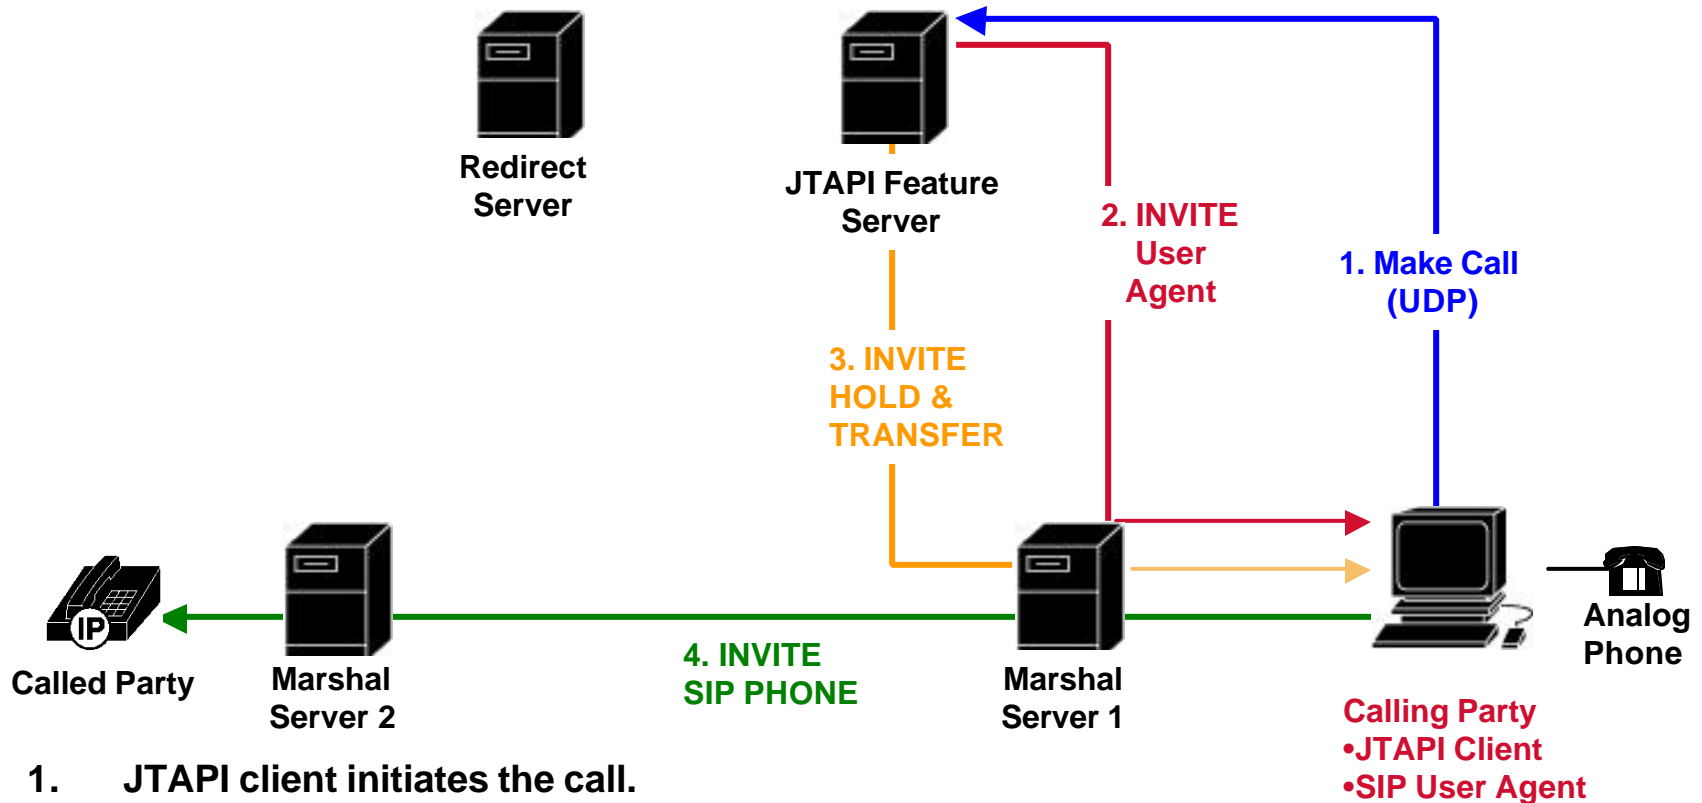 Redirect
Server
JTAPI Feature
Server
2. INVITE
User
Agent
1. Make Call
(UDP)
3. INVITE
HOLD &
TRANSFER
IP
Called Party
Marshal
Server 2
4. INVITE
SIP PHONE
Marshal
Server 1
Analog
Phone
Calling Party
•JTAPI Client
•SIP User Agent
1. JTAPI client initiates the call.